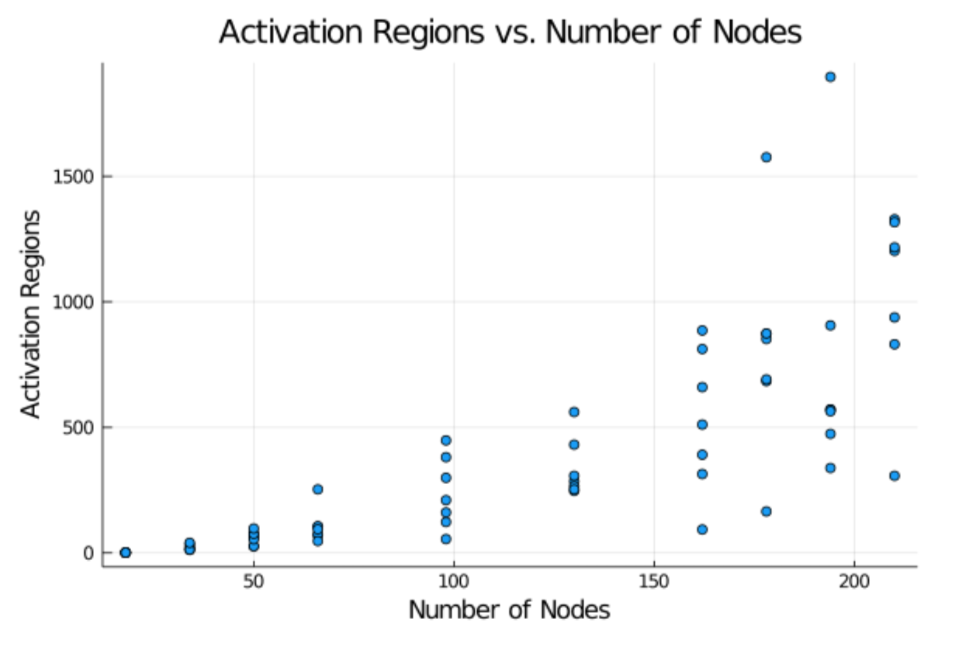 Activation Regions vs. Number of Nodes
Activation Regions
1500
1000
500
0
50 100 150 200
Number of Nodes